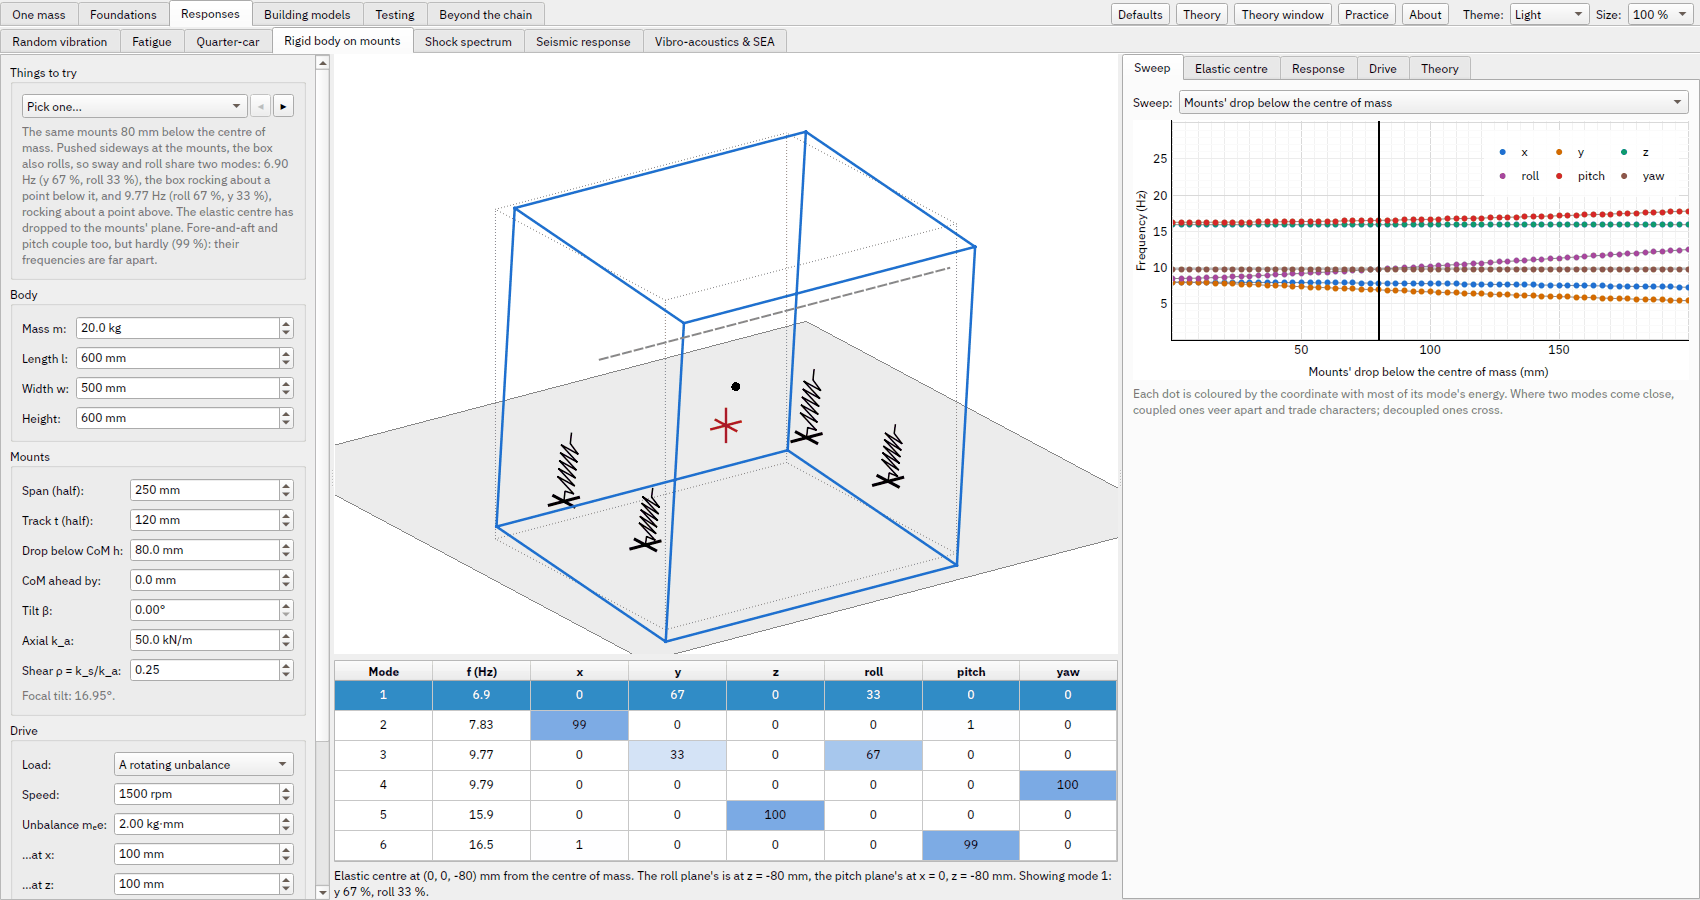 One mass Foundations Responses Building models Testing Beyond the chain Defaults Theory Theory window Practice About Theme: Light Size: 100 %
Random vibration Fatigue Quarter-car Rigid body on mounts Shock spectrum Seismic response Vibro-acoustics & SEA
Things to try
Pick one...
The same mounts 80 mm below the centre of
mass. Pushed sideways at the mounts, the box
also rolls, so sway and roll share two modes: 6.90
Hz (y 67 %, roll 33 %), the box rocking about a
point below it, and 9.77 Hz (roll 67 %, y 33 %),
rocking about a point above. The elastic centre has
dropped to the mounts' plane. Fore-and-aft and
pitch couple too, but hardly (99 %): their
frequencies are far apart.
Body
Mass m: 20.0 kg
Length l: 600 mm
Width w: 500 mm
Height: 600 mm
Mounts
Span (half): 250 mm
Track t (half): 120 mm
Drop below CoM h: 80.0 mm
CoM ahead by: 0.0 mm
Tilt β: 0.00°
Axial k_a: 50.0 kN/m
Shear ρ = k_s/k_a: 0.25
Focal tilt: 16.95°.
Drive
Load: A rotating unbalance
Speed: 1500 rpm
Unbalance mₑe: 2.00 kg·mm
...at x: 100 mm
...at z: 100 mm
Mode f (Hz) x y z roll pitch yaw
1 6.9 0 67 0 33 0 0
2 7.83 99 0 0 0 1 0
3 9.77 0 33 0 67 0 0
4 9.79 0 0 0 0 0 100
5 15.9 0 0 100 0 0 0
6 16.5 1 0 0 0 99 0
Elastic centre at (0, 0, -80) mm from the centre of mass. The roll plane's is at z = -80 mm, the pitch plane's at x = 0, z = -80 mm. Showing mode 1:
y 67 %, roll 33 %.
Sweep Elastic centre Response Drive Theory
Sweep: Mounts' drop below the centre of mass
x y z
roll pitch yaw
Frequency (Hz)
25
20
15
10
5
50 100 150
Mounts' drop below the centre of mass (mm)
Each dot is coloured by the coordinate with most of its mode's energy. Where two modes come close,
coupled ones veer apart and trade characters; decoupled ones cross.